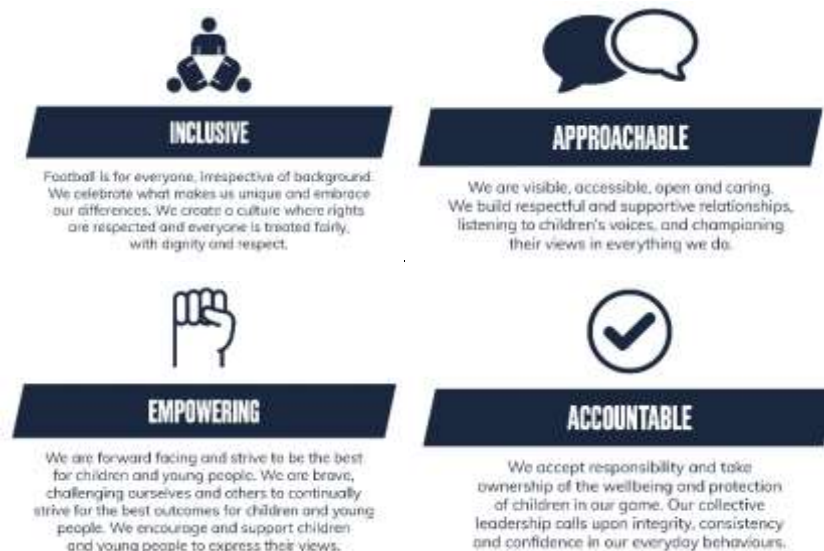 INCLUSIVE
Football is for everyone, irrespective of background.
We celebrate what makes us unique and embrace
our differences. We create a culture where rights
are respected and everyone is treated fairly,
with dignity and respect.
APPROACHABLE
We are visible, accessible, open and caring.
We build respectful and supportive relationships,
listening to children's voices, and championing
their views in everything we do.
EMPOWERING
We are forward facing and strive to be the best
for children and young people. We are brave,
challenging ourselves and others to continually
strive for the best outcomes for children and young
people. We encourage and support children
and young people to express their views.
ACCOUNTABLE
We accept responsibility and take
ownership of the wellbeing and protection
of children in our game. Our collective
leadership calls upon integrity, consistency
and confidence in our everyday behaviours.